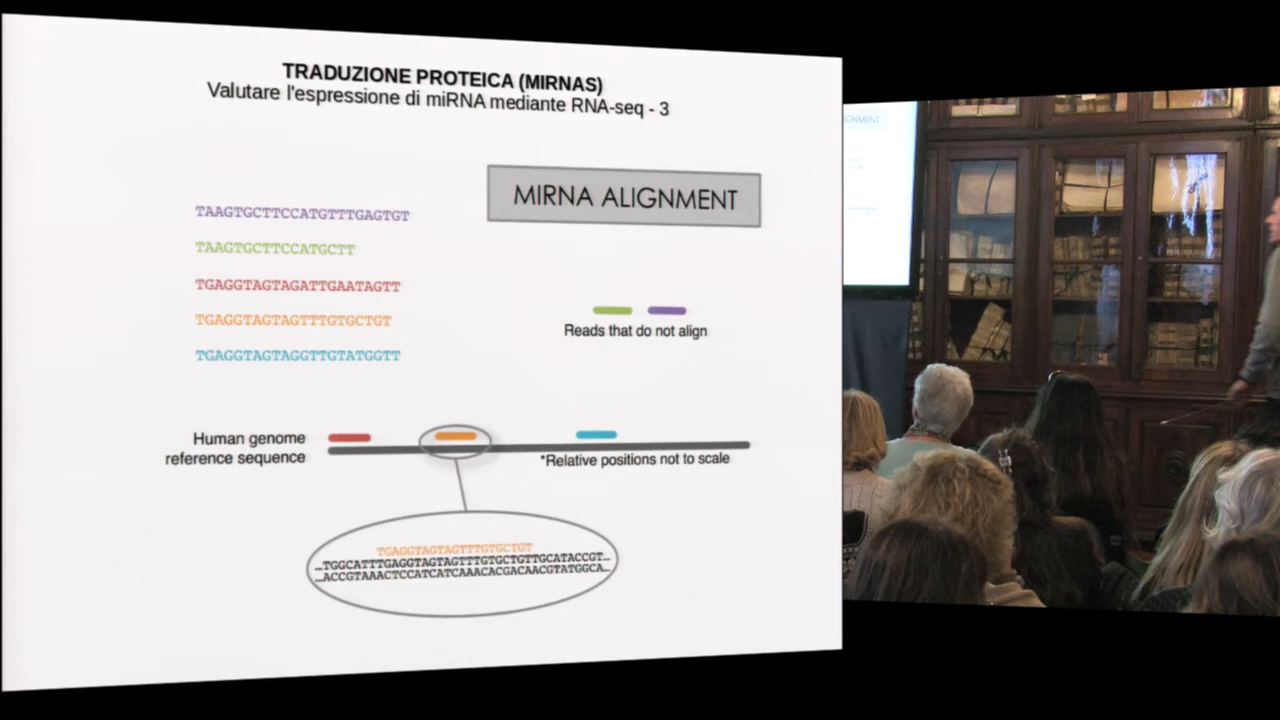 TRADUZIONE PROTEICA (MIRNAS)
Valutare l'espressione di miRNA mediante RNA-seq - 3
MIRNA ALIGNMENT
TAAGTGCTTCCATGTTTGAGTGT
TAAGTGCTTCCATGCTT
TGAGGTAGTAGATTGAATAGTT
TGAGGTAGTAGTTTGTGCTGT
TGAGGTAGTAGGTTGTATGGTT
Reads that do not align
Human genome
reference sequence
*Relative positions not to scale
TGAGGTAGTAGTTTGTGCTGT
…TGGCATTTGAGGTAGTAGTTTGTGCTGTTGCATACCGT…
…ACCGTAAACTCCATCATCAAACACGACAACGTATGGCA…